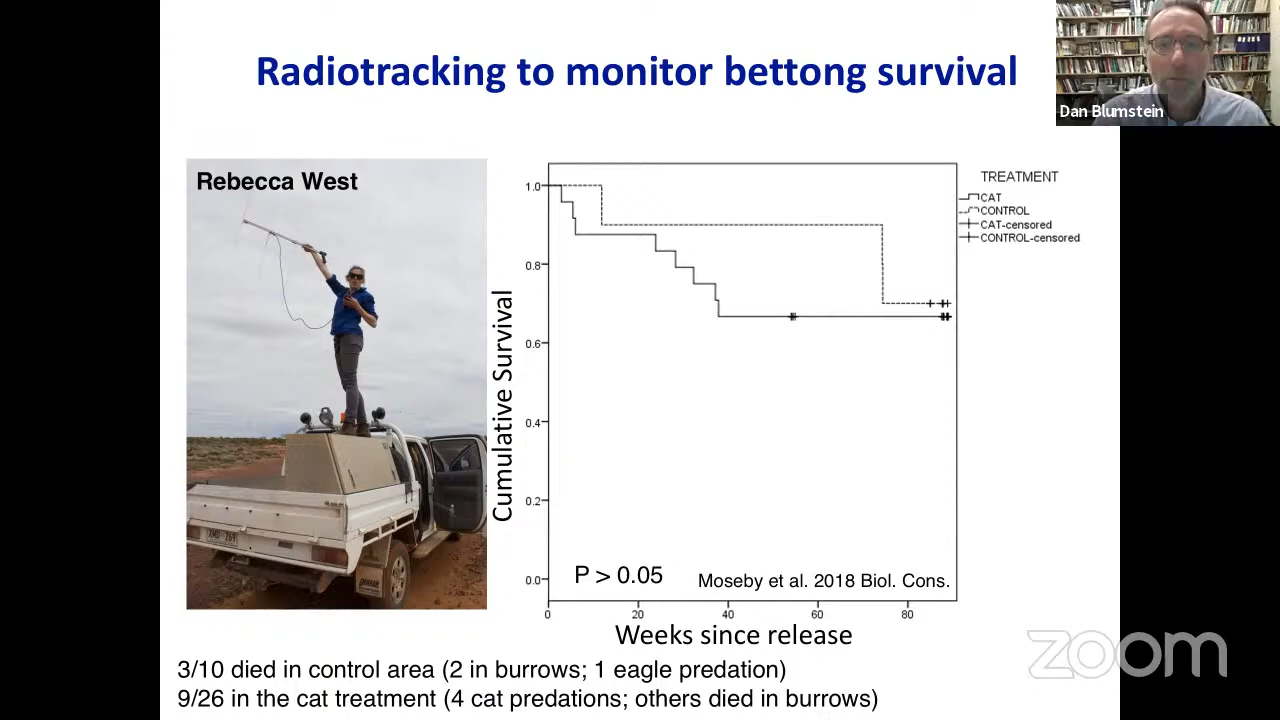 Radiotracking to monitor bettong survival
Dan Blumstein
Rebecca West
TREATMENT
CAT
CONTROL
CAT-censored
CONTROL-censored
Cumulative Survival
1.0
0.8
0.6
0.4
0.2
0.0
P > 0.05
Moseby et al. 2018 Biol. Cons.
0 20 40 60 80
Weeks since release
zoom
3/10 died in control area (2 in burrows; 1 eagle predation)
9/26 in the cat treatment (4 cat predations; others died in burrows)